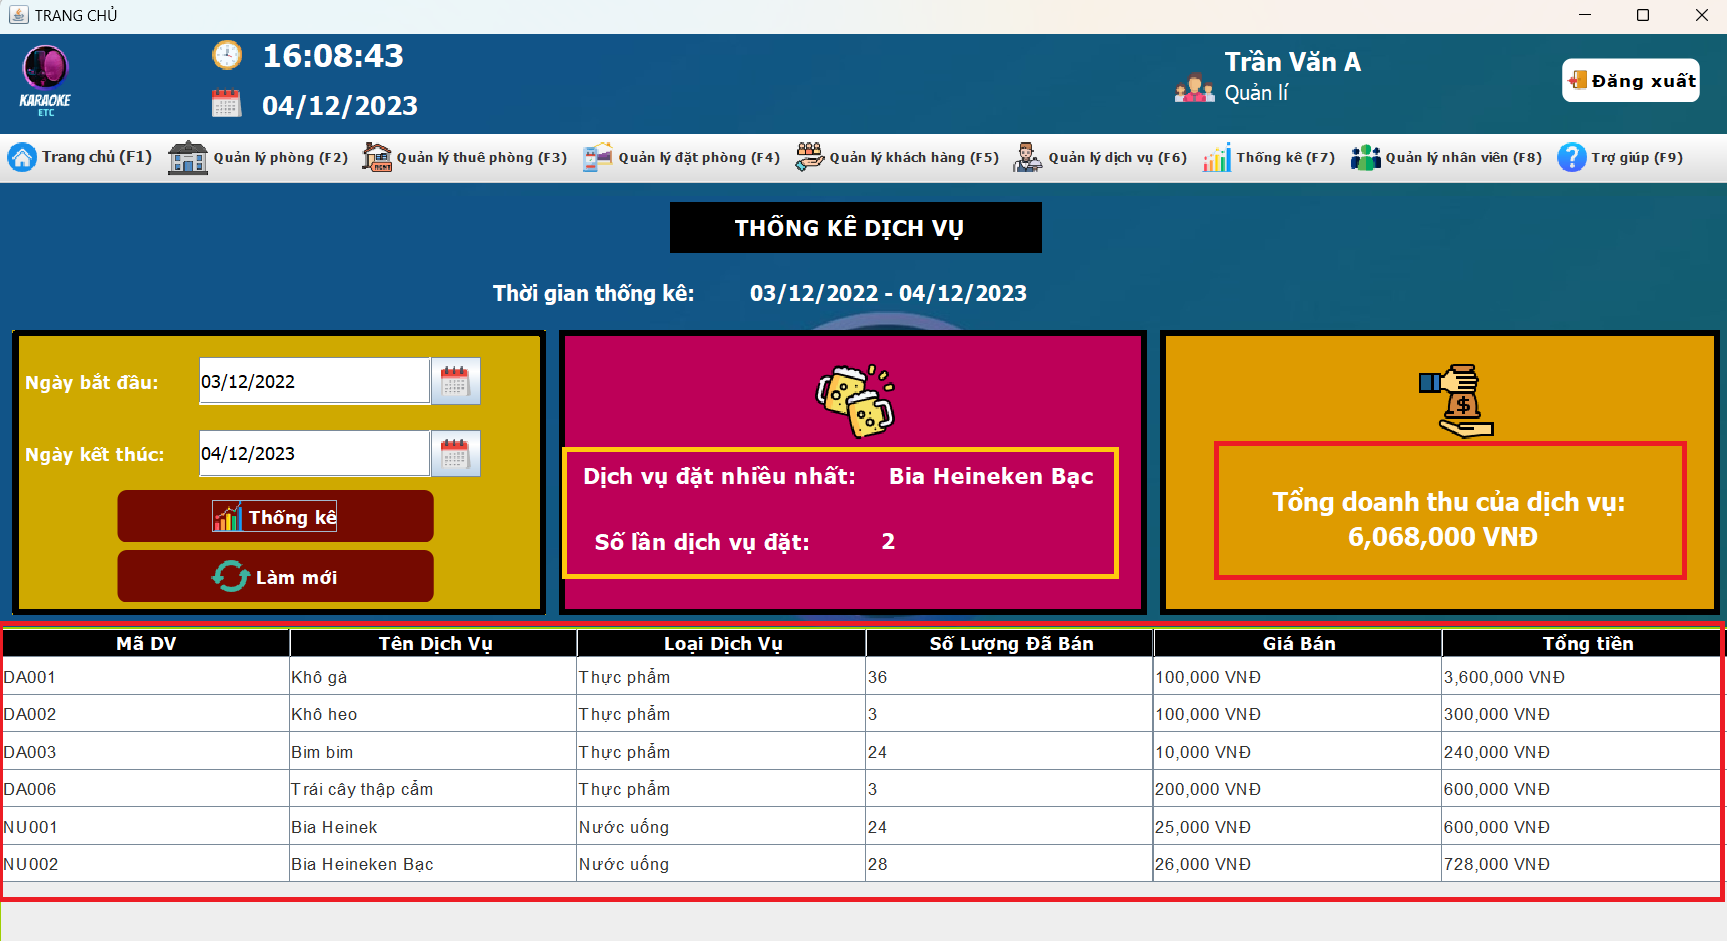 TRANG CHỦ
KARAOKE
ETC
16:08:43
04/12/2023
Trần Văn A
Quản lí
Đăng xuất
Trang chủ (F1) Quản lý phòng (F2) Quản lý thuê phòng (F3) Quản lý đặt phòng (F4) Quản lý khách hàng (F5) Quản lý dịch vụ (F6) Thống kê (F7) Quản lý nhân viên (F8) Trợ giúp (F9)
RENT
THỐNG KÊ DỊCH VỤ
Thời gian thống kê: 03/12/2022 - 04/12/2023
Ngày bắt đầu: 03/12/2022
Ngày kết thúc: 04/12/2023
Thống kê
Làm mới
Dịch vụ đặt nhiều nhất: Bia Heineken Bạc
Số lần dịch vụ đặt: 2
Tổng doanh thu của dịch vụ:
6,068,000 VNĐ
Mã DV Tên Dịch Vụ Loại Dịch Vụ Số Lượng Đã Bán Giá Bán Tổng tiền
DA001 Khô gà Thực phẩm 36 100,000 VNĐ 3,600,000 VNĐ
DA002 Khô heo Thực phẩm 3 100,000 VNĐ 300,000 VNĐ
DA003 Bim bim Thực phẩm 24 10,000 VNĐ 240,000 VNĐ
DA006 Trái cây thập cẩm Thực phẩm 3 200,000 VNĐ 600,000 VNĐ
NU001 Bia Heinek Nước uống 24 25,000 VNĐ 600,000 VNĐ
NU002 Bia Heineken Bạc Nước uống 28 26,000 VNĐ 728,000 VNĐ